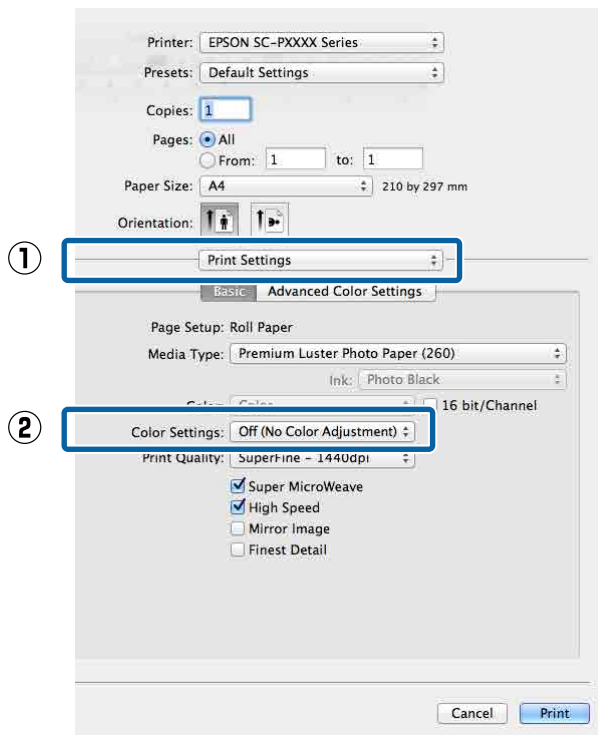 Printer: EPSON SC-PXXXX Series
Presets: Default Settings
Copies: 1
Pages: All
From: 1 to: 1
Paper Size: A4 210 by 297 mm
Orientation:
① Print Settings
Basic Advanced Color Settings
Page Setup: Roll Paper
Media Type: Premium Luster Photo Paper (260)
Ink: Photo Black
Color: Color 16 bit/Channel
② Color Settings: Off (No Color Adjustment)
Print Quality: SuperFine – 1440dpi
Super MicroWeave
High Speed
Mirror Image
Finest Detail
Cancel Print